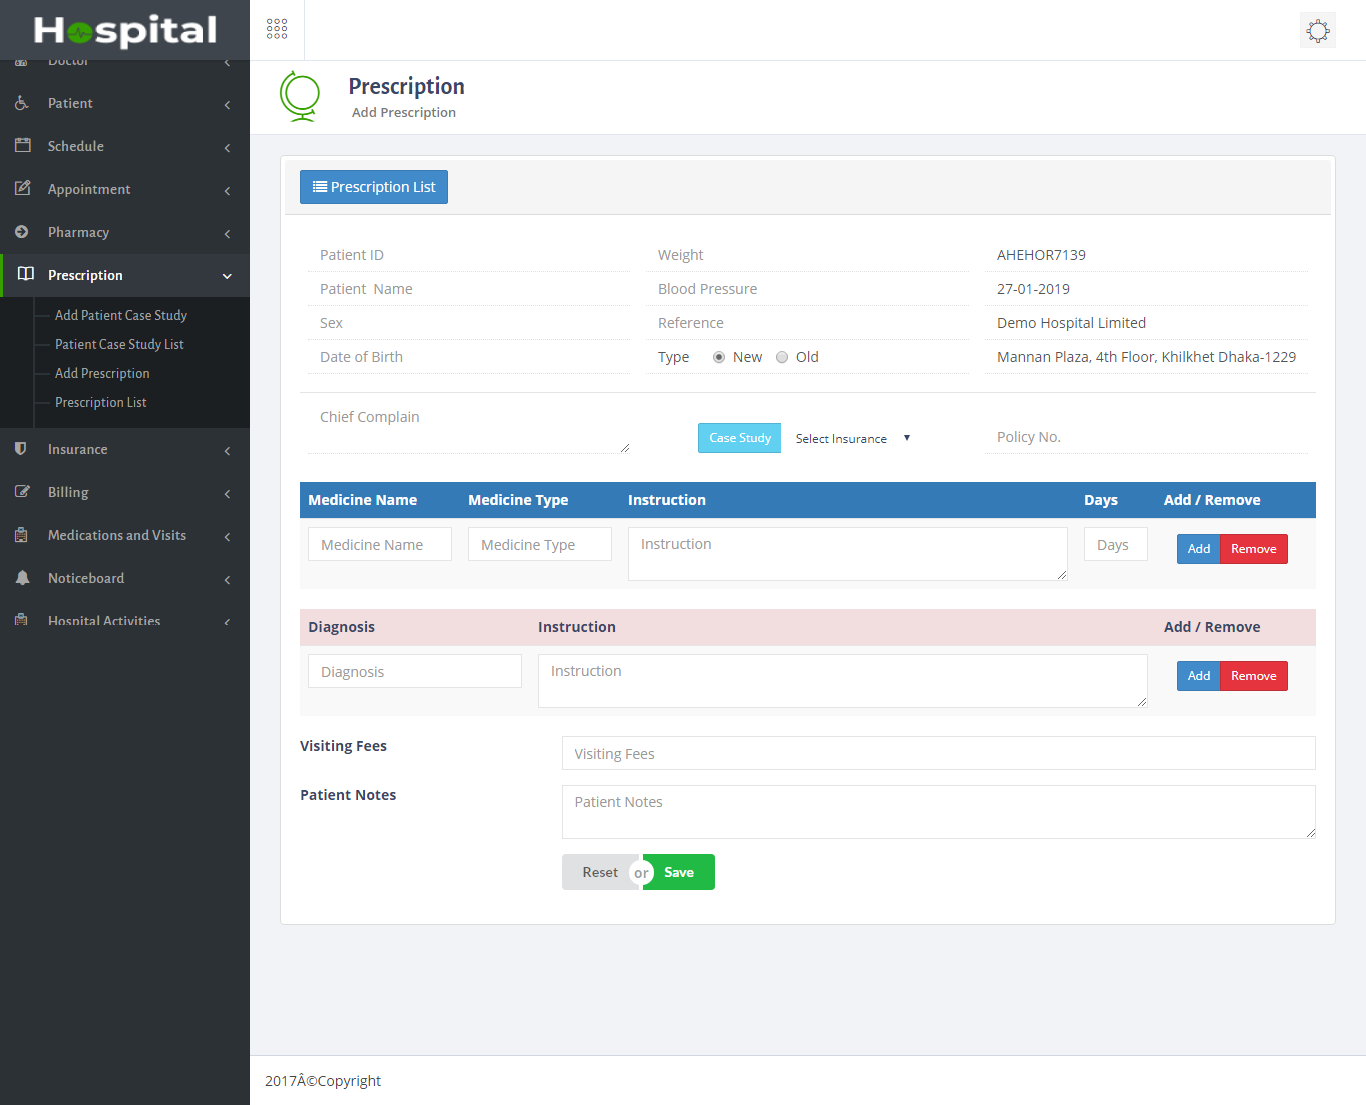 Hospital
Doctor
Patient
Schedule
Appointment
Pharmacy
Prescription
Add Patient Case Study
Patient Case Study List
Add Prescription
Prescription List
Insurance
Billing
Medications and Visits
Noticeboard
Hospital Activities
Prescription
Add Prescription
Prescription List
Patient ID Weight AHEHOR7139
Patient Name Blood Pressure 27-01-2019
Sex Reference Demo Hospital Limited
Date of Birth Type New Old Mannan Plaza, 4th Floor, Khilkhet Dhaka-1229
Chief Complain
Case Study Select Insurance Policy No.
Medicine Name Medicine Type Instruction Days Add / Remove
Medicine Name Medicine Type Instruction Days Add Remove
Diagnosis Instruction Add / Remove
Diagnosis Instruction Add Remove
Visiting Fees Visiting Fees
Patient Notes Patient Notes
Reset or Save
2017Â©Copyright